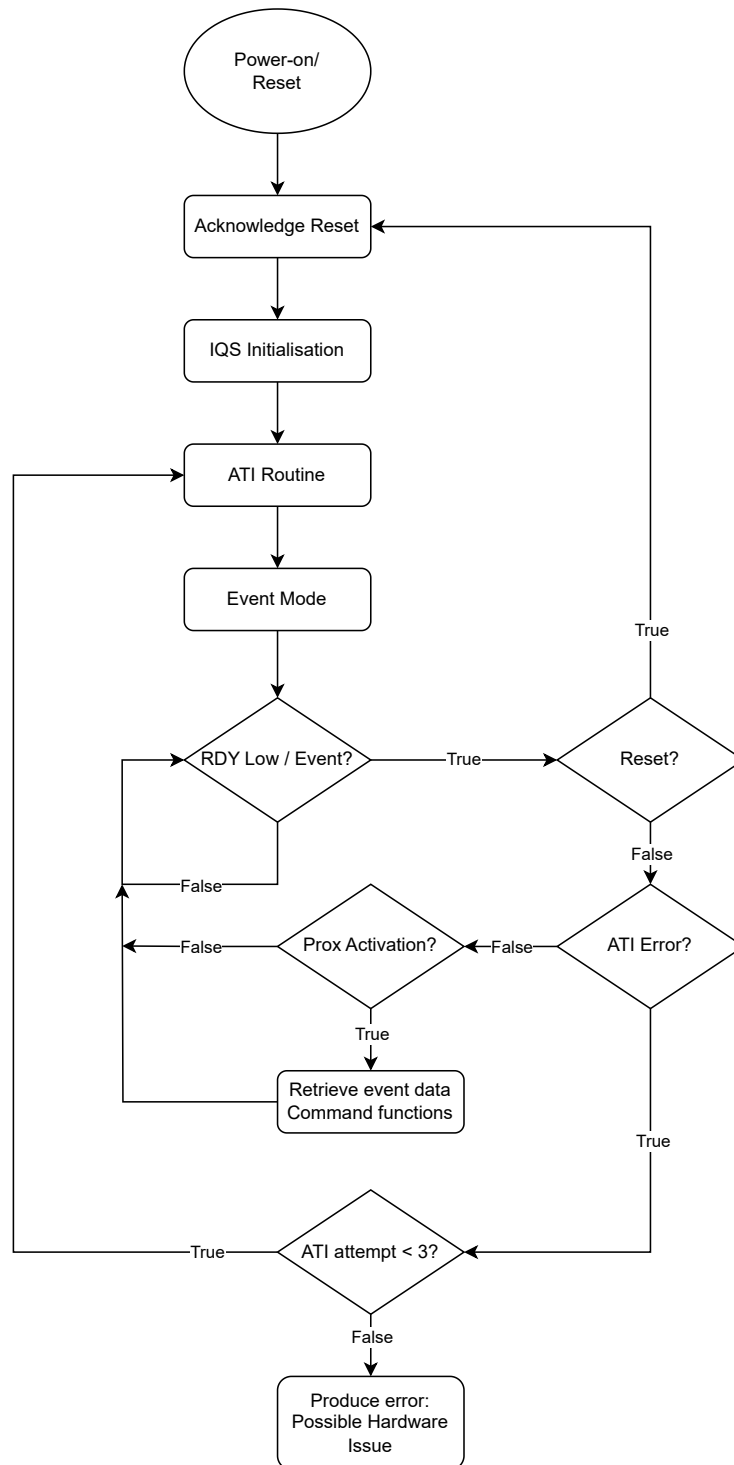 Power-on/
Reset
Acknowledge Reset
IQS Initialisation
ATI Routine
Event Mode
True
RDY Low / Event?
True
Reset?
False
False
Prox Activation?
False
False
ATI Error?
True
Retrieve event data
Command functions
True
True
ATI attempt < 3?
False
Produce error:
Possible Hardware
Issue